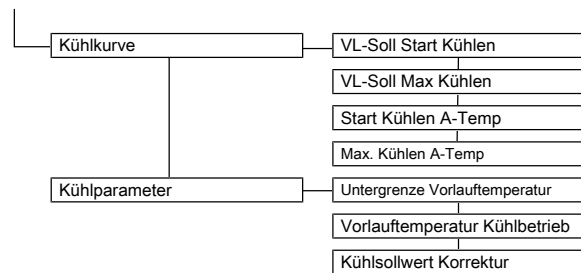 Kühlkurve
VL-Soll Start Kühlen
VL-Soll Max Kühlen
Start Kühlen A-Temp
Max. Kühlen A-Temp
Kühlparameter
Untergrenze Vorlauftemperatur
Vorlauftemperatur Kühlbetrieb
Kühlsollwert Korrektur